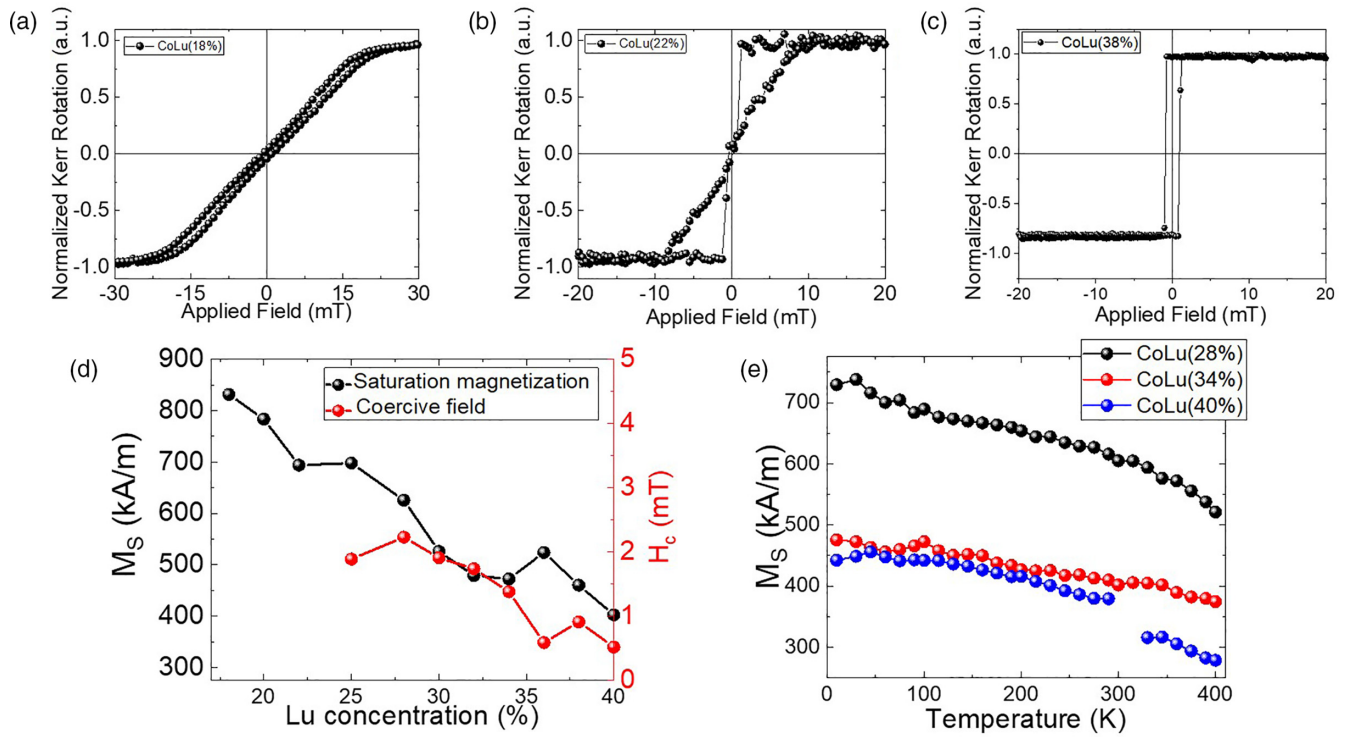 (a)
Normalized Kerr Rotation (a.u.)
1.0
0.5
0.0
-0.5
-1.0
CoLu(18%)
-30 -15 0 15 30
Applied Field (mT)
(b)
Normalized Kerr Rotation (a.u.)
1.0
0.5
0.0
-0.5
-1.0
CoLu(22%)
-20 -10 0 10 20
Applied Field (mT)
(c)
Normalized Kerr Rotation (a.u.)
1.0
0.5
0.0
-0.5
-1.0
CoLu(38%)
-20 -10 0 10 20
Applied Field (mT)
(d)
M_S (kA/m)
900
800
700
600
500
400
300
Saturation magnetization
Coercive field
5
4
3
2
1
0
H_c (mT)
20 25 30 35 40
Lu concentration (%)
(e)
M_S (kA/m)
700
600
500
400
300
CoLu(28%)
CoLu(34%)
CoLu(40%)
0 100 200 300 400
Temperature (K)